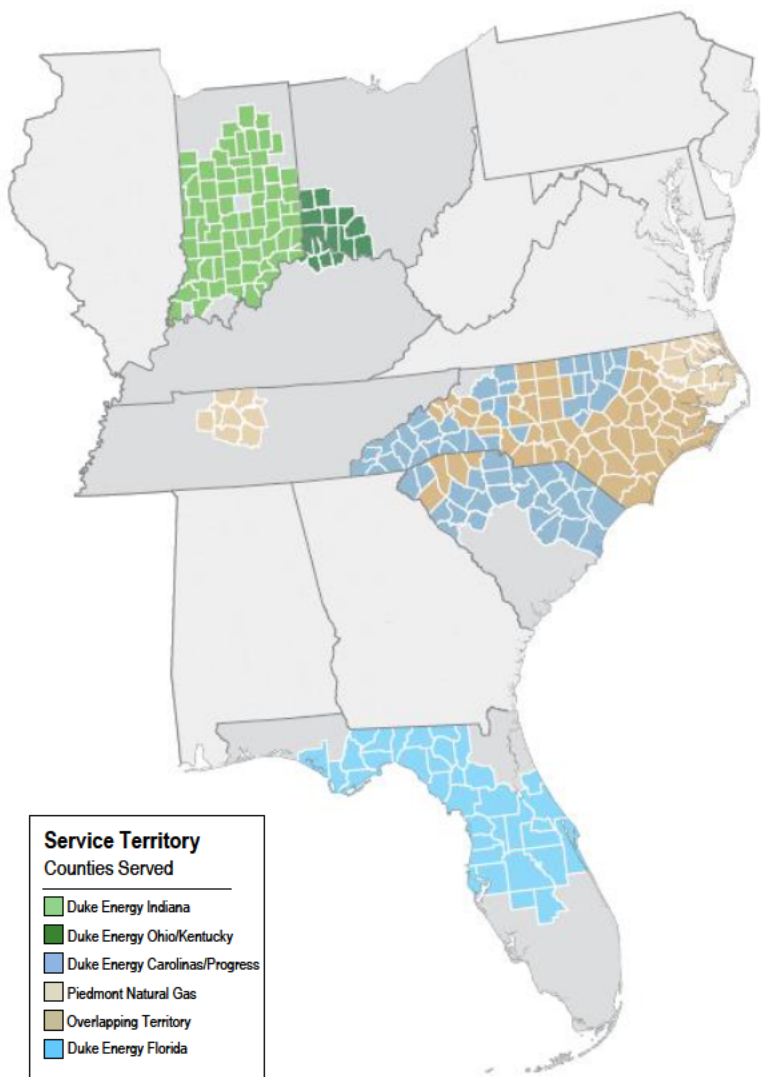 Service Territory
Counties Served
Duke Energy Indiana
Duke Energy Ohio/Kentucky
Duke Energy Carolinas/Progress
Piedmont Natural Gas
Overlapping Territory
Duke Energy Florida